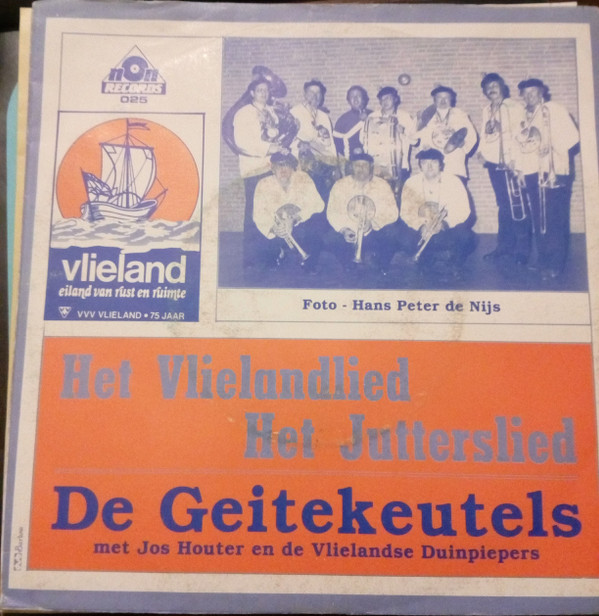 non
RECORDS
025
vlieland
eiland van rust en ruimte
VVV VLIELAND • 75 JAAR
Foto - Hans Peter de Nijs
Het Vlielandlied
Het Jutterslied
De Geitekeutels
met Jos Houter en de Vlielandse Duinpiepers